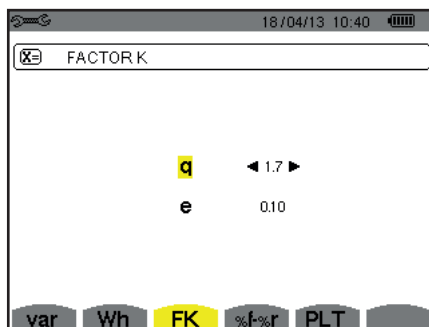 18/04/13 10:40
X= FACTOR K
q ◄ 1.7 ►
e 0.10
var Wh FK %f-%r PLT